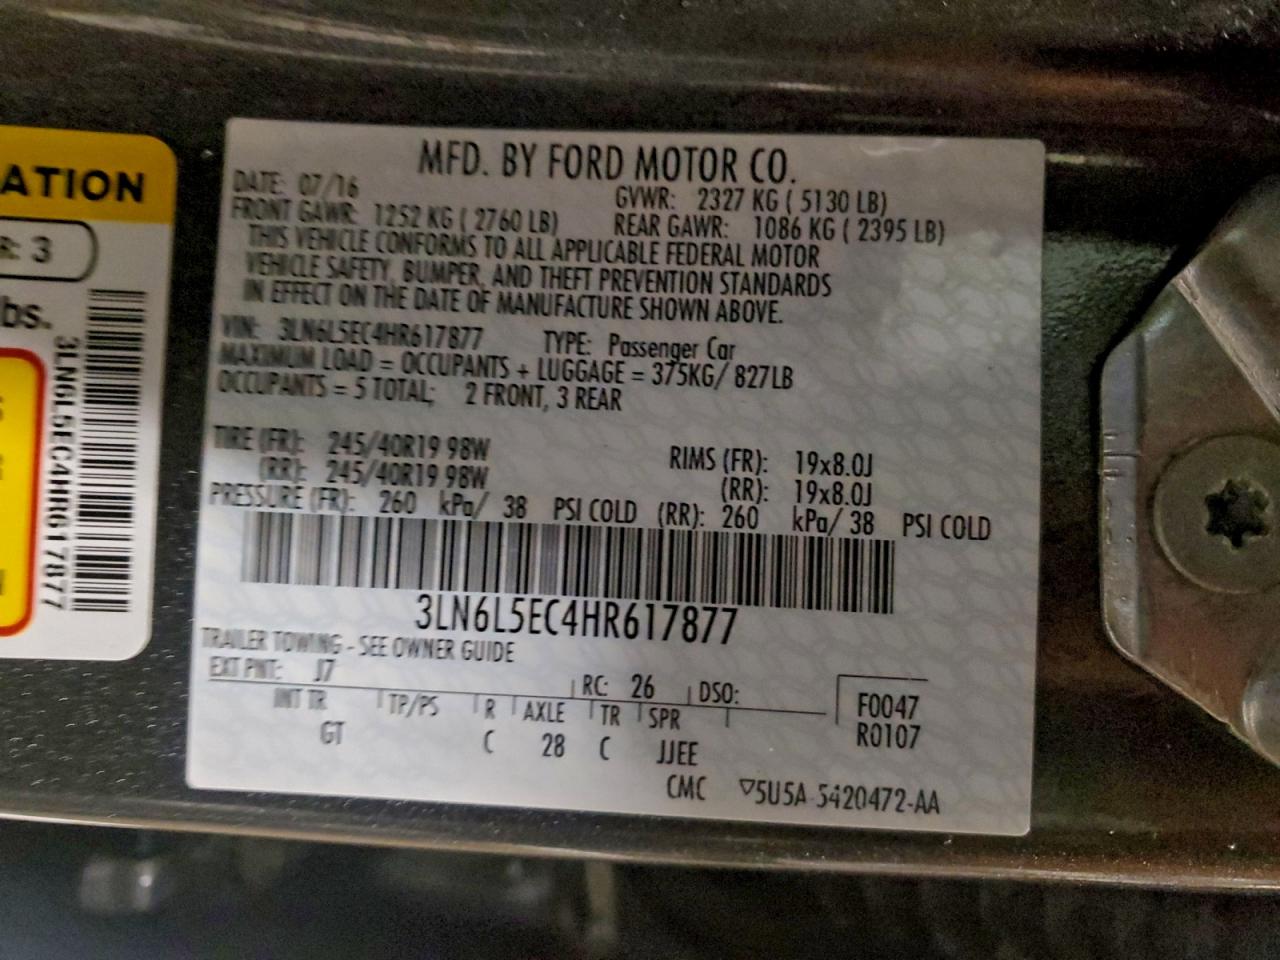 ATION
R: 3
lbs.
3LN6L5EC4HR617877
MFD. BY FORD MOTOR CO.
DATE: 07/16 GVWR: 2327 KG ( 5130 LB)
FRONT GAWR: 1252 KG ( 2760 LB) REAR GAWR: 1086 KG ( 2395 LB)
THIS VEHICLE CONFORMS TO ALL APPLICABLE FEDERAL MOTOR
VEHICLE SAFETY, BUMPER, AND THEFT PREVENTION STANDARDS
IN EFFECT ON THE DATE OF MANUFACTURE SHOWN ABOVE.
VIN: 3LN6L5EC4HR617877 TYPE: Passenger Car
MAXIMUM LOAD = OCCUPANTS + LUGGAGE = 375KG/ 827LB
OCCUPANTS = 5 TOTAL; 2 FRONT, 3 REAR
TIRE (FR): 245/40R19 98W RIMS (FR): 19x8.0J
(RR): 245/40R19 98W (RR): 19x8.0J
PRESSURE (FR): 260 kPa/ 38 PSI COLD (RR): 260 kPa/ 38 PSI COLD
3LN6L5EC4HR617877
TRAILER TOWING - SEE OWNER GUIDE
EXT PNT: J7 RC: 26 DSO: F0047
INT TR TP/PS R AXLE TR SPR R0107
GT C 28 C JJEE
CMC ▽5U5A-5420472-AA